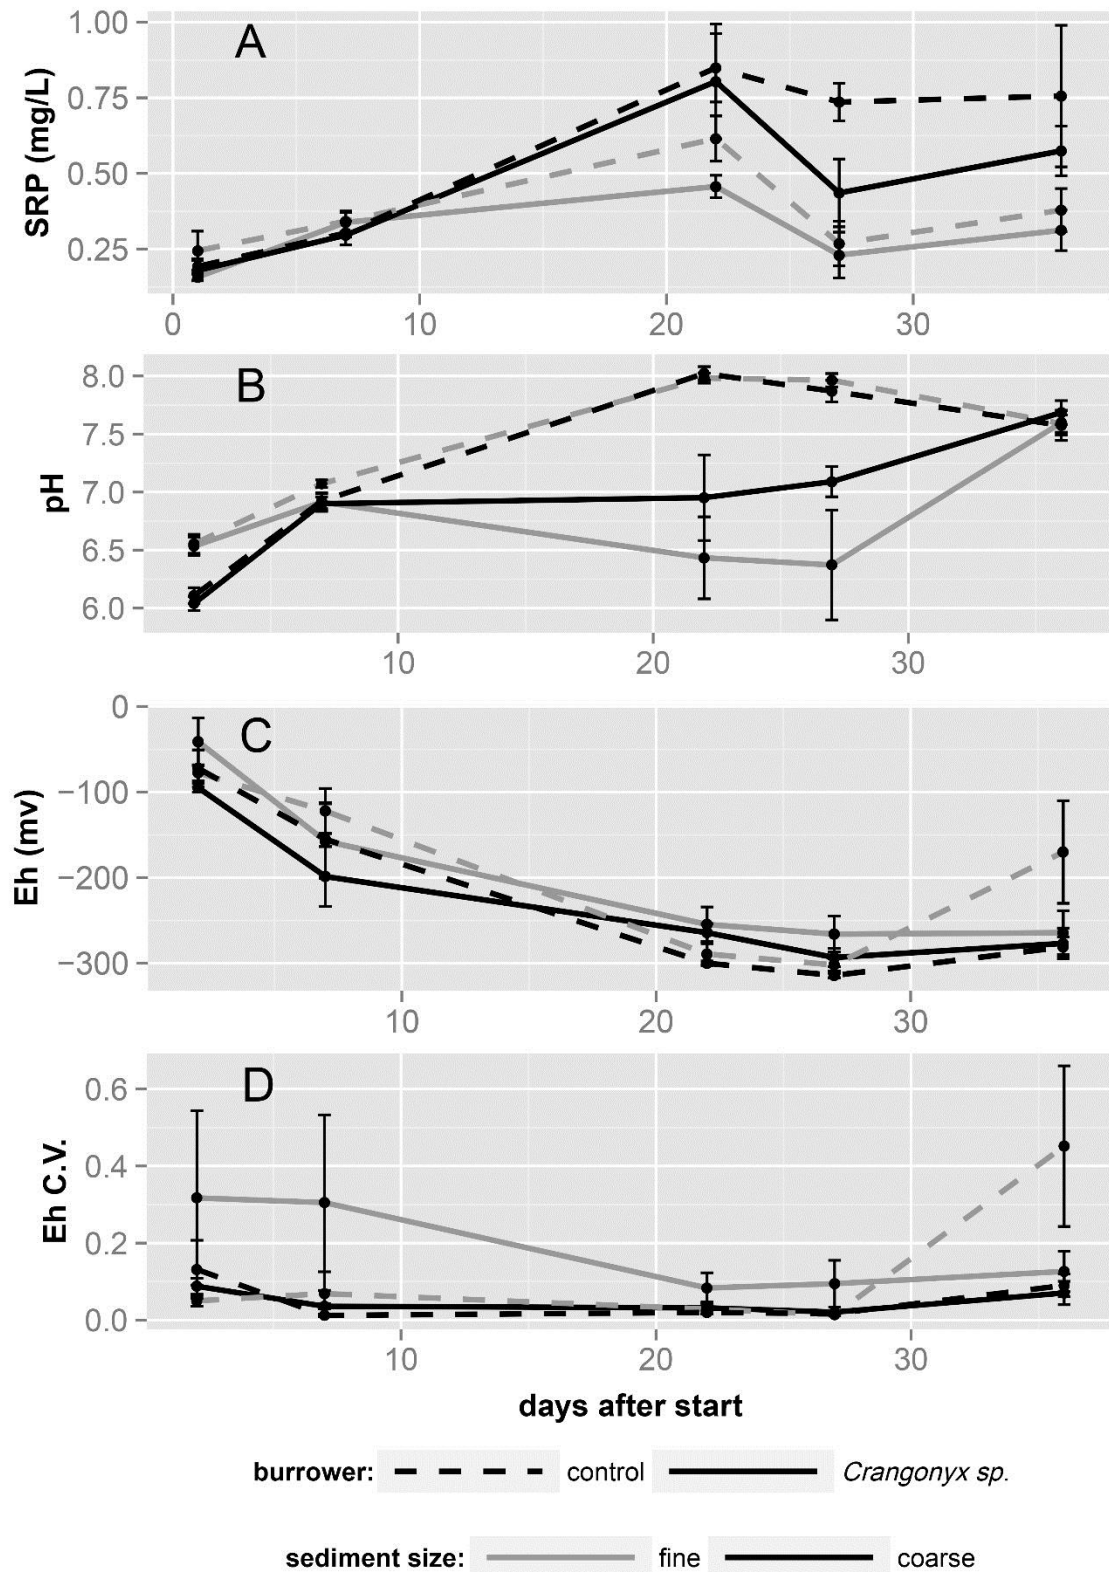 A
SRP (mg/L)
1.00
0.75
0.50
0.25
0 10 20 30
B
pH
8.0
7.5
7.0
6.5
6.0
10 20 30
C
Eh (mv)
0
−100
−200
−300
10 20 30
D
Eh C.V.
0.6
0.4
0.2
0.0
10 20 30
days after start
burrower: control Crangonyx sp.
sediment size: fine coarse